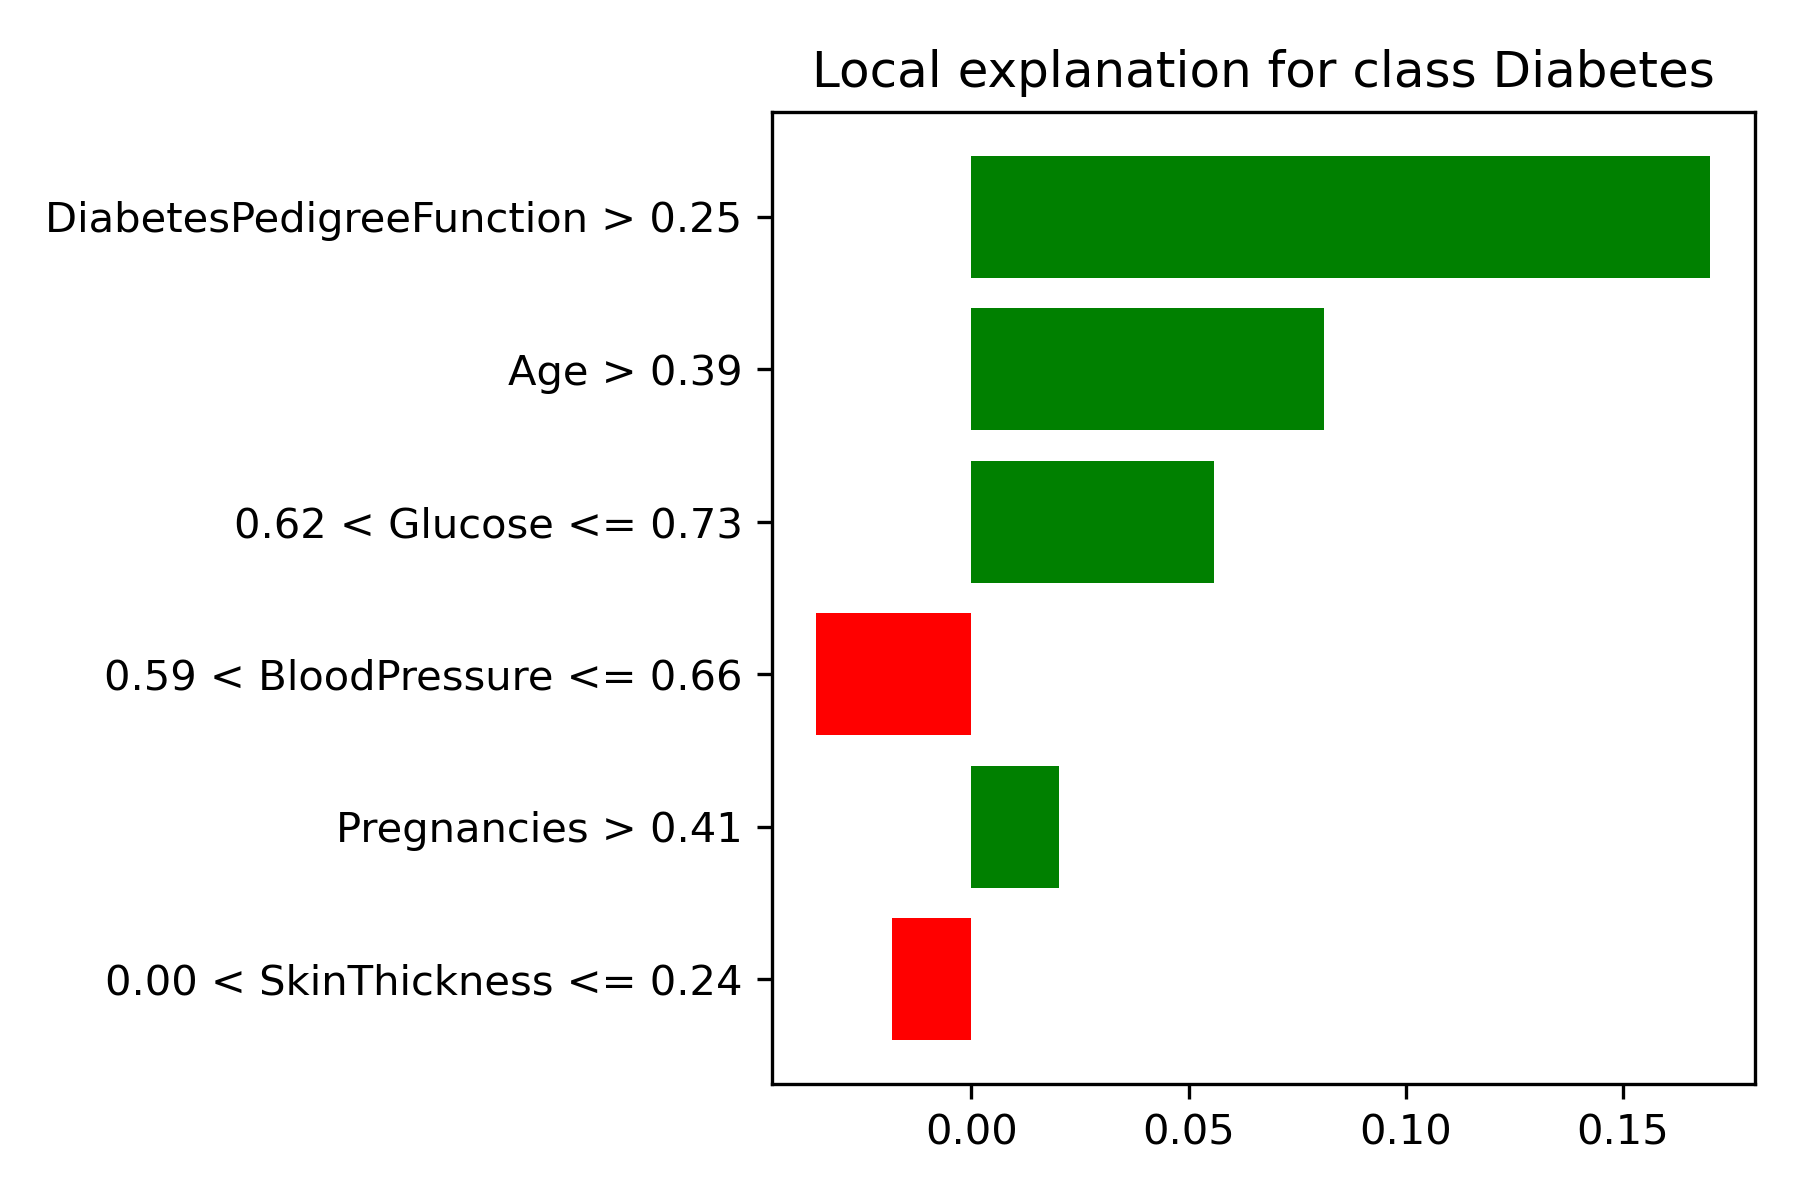 Local explanation for class Diabetes
DiabetesPedigreeFunction > 0.25
Age > 0.39
0.62 < Glucose <= 0.73
0.59 < BloodPressure <= 0.66
Pregnancies > 0.41
0.00 < SkinThickness <= 0.24
0.00 0.05 0.10 0.15